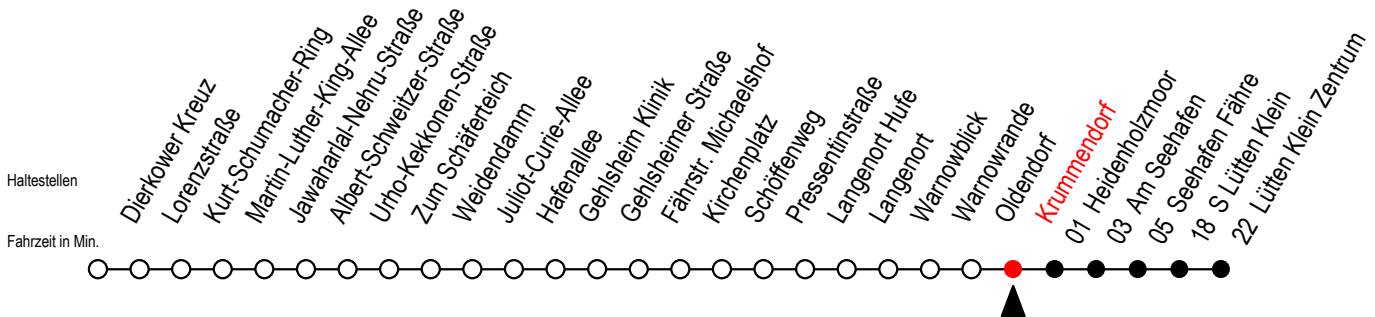 Haltestellen
Dierkower Kreuz
Lorenzstraße
Kurt-Schumacher-Ring
Martin-Luther-King-Allee
Jawaharlal-Nehru-Straße
Albert-Schweitzer-Straße
Urho-Kekkonen-Straße
Zum Schäferteich
Weidendamm
Juliot-Curie-Allee
Hafenallee
Gehlsheim Klinik
Gehlsheimer Straße
Fährstr. Michaelshof
Kirchenplatz
Schöffenweg
Pressentinstraße
Langenort Hufe
Langenort
Warnowblick
Warnowrande
Oldendorf
Krummendorf
01 Heidenholzmoor
03 Am Seehafen
05 Seehafen Fähre
18 S Lütten Klein
22 Lütten Klein Zentrum
Fahrzeit in Min.